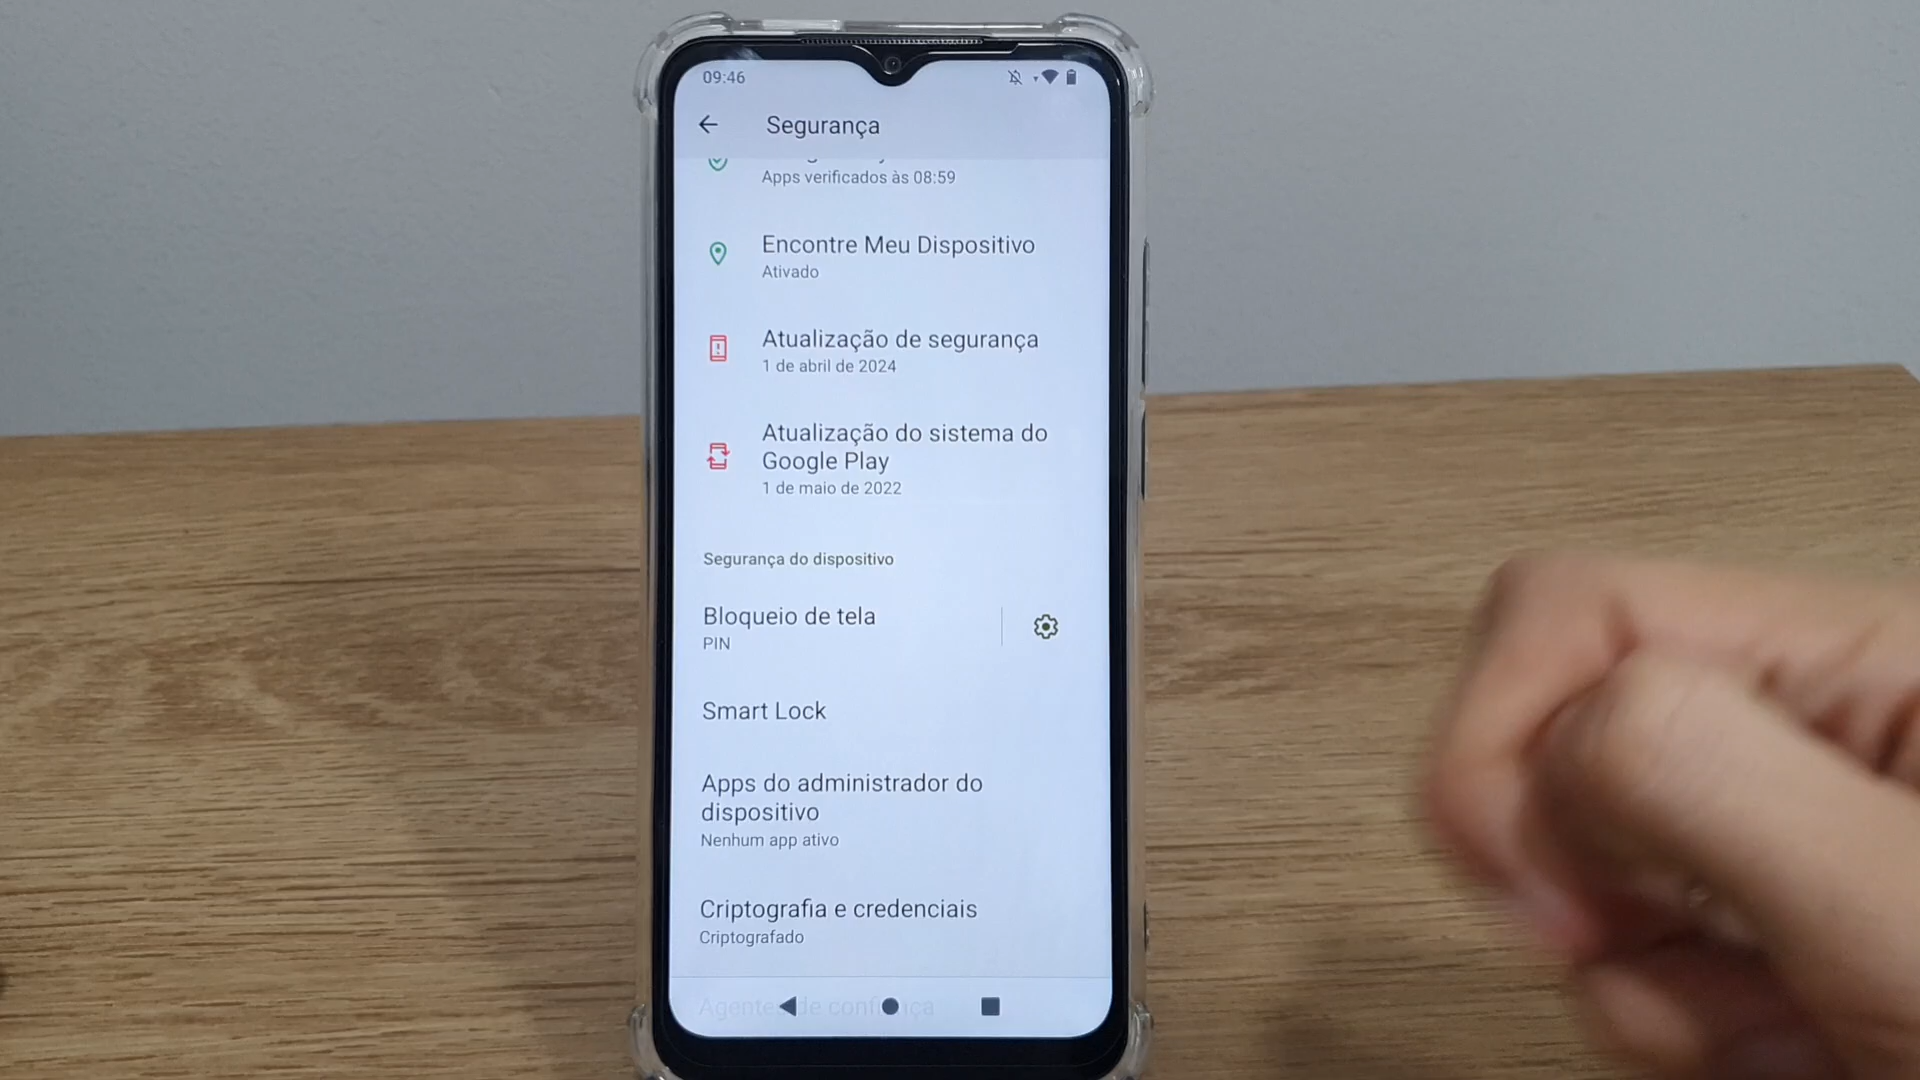 09:46
Segurança
Apps verificados às 08:59
Encontre Meu Dispositivo
Ativado
Atualização de segurança
1 de abril de 2024
Atualização do sistema do
Google Play
1 de maio de 2022
Segurança do dispositivo
Bloqueio de tela
PIN
Smart Lock
Apps do administrador do
dispositivo
Nenhum app ativo
Criptografia e credenciais
Criptografado
Agentes de confiança